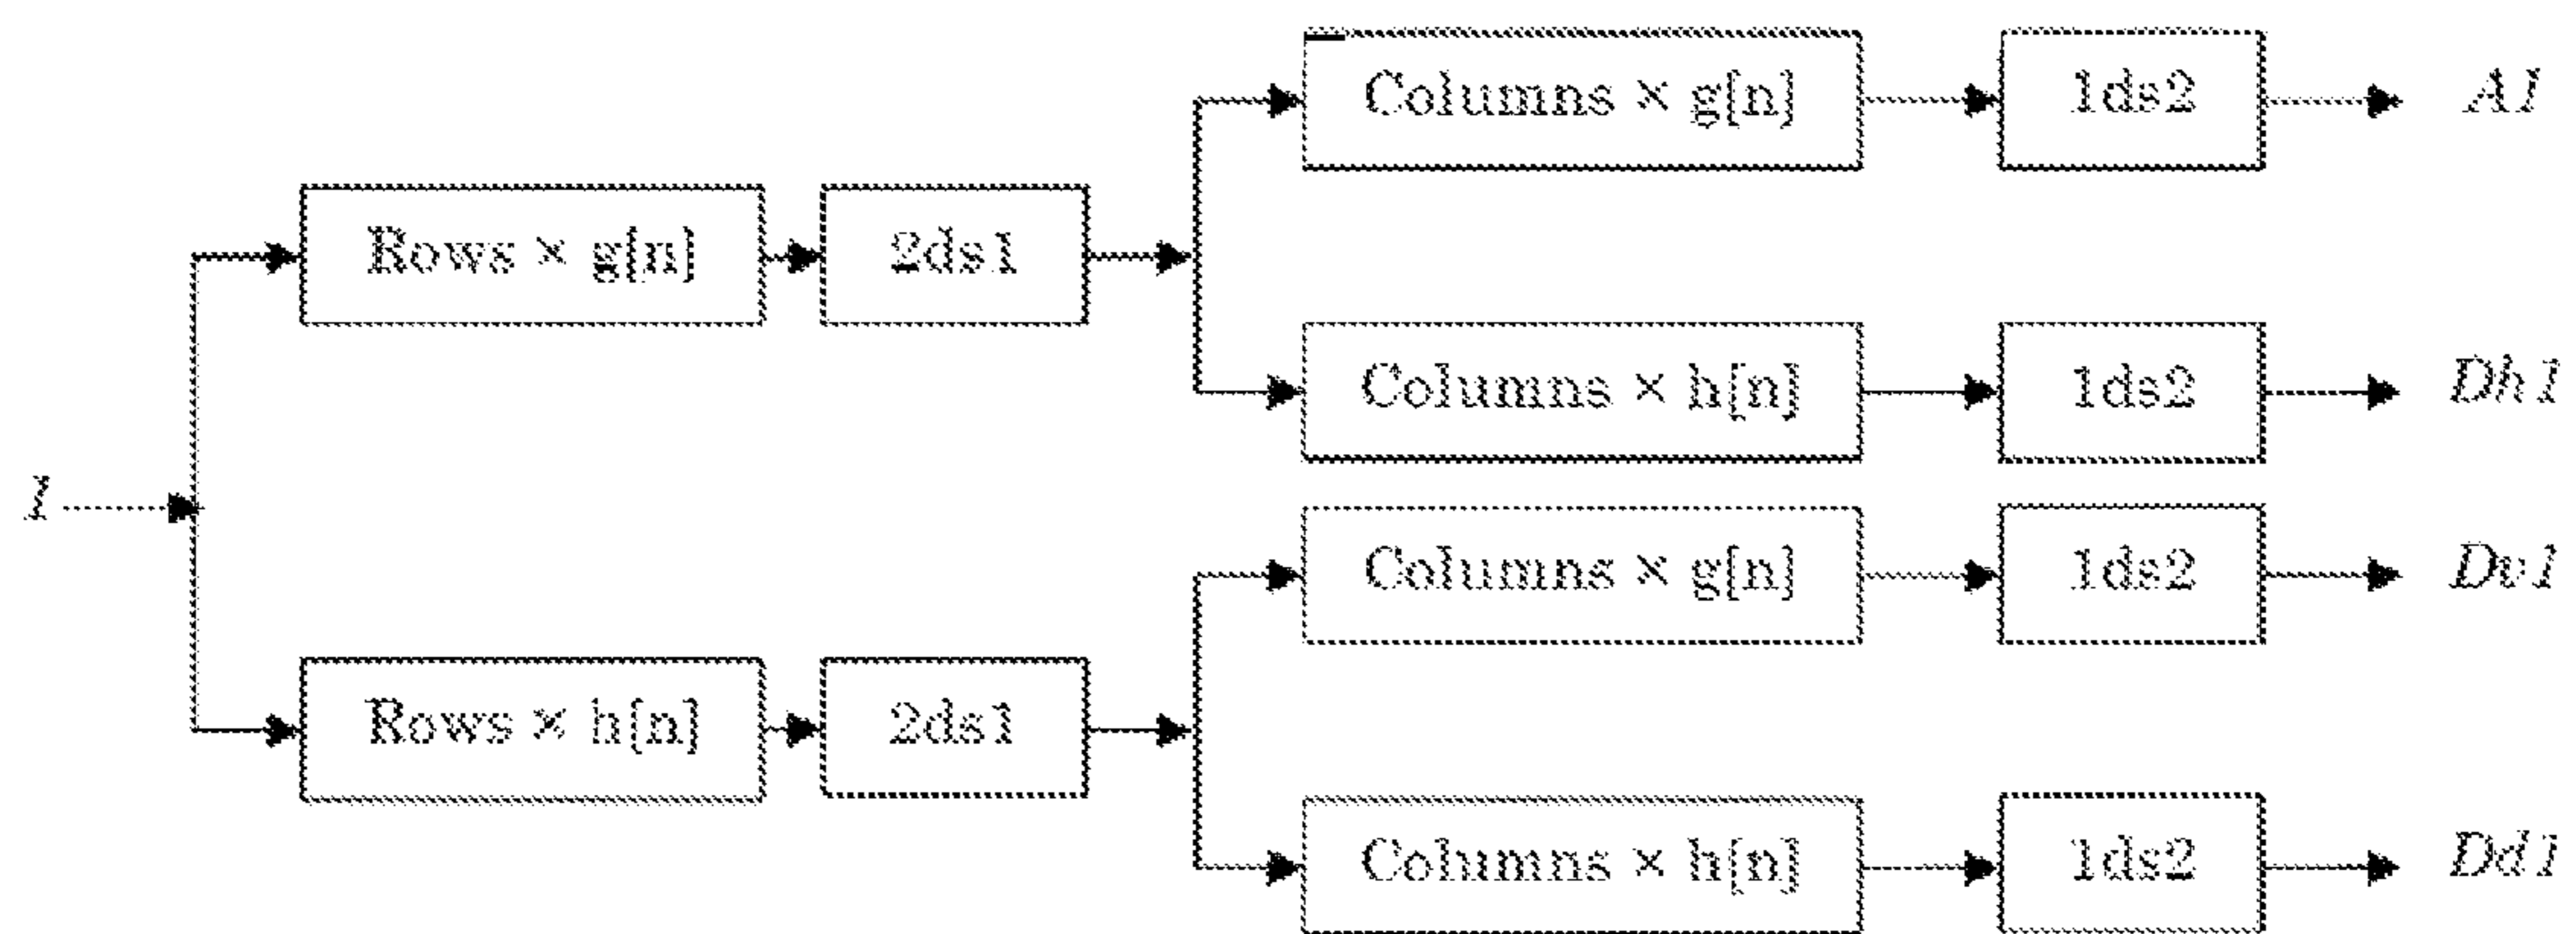 Columns × g[n] 1ds2 A1
Rows × g[n] 2ds1
Columns × h[n] 1ds2 Dh1
I
Columns × g[n] 1ds2 Dv1
Rows × h[n] 2ds1
Columns × h[n] 1ds2 Dd1